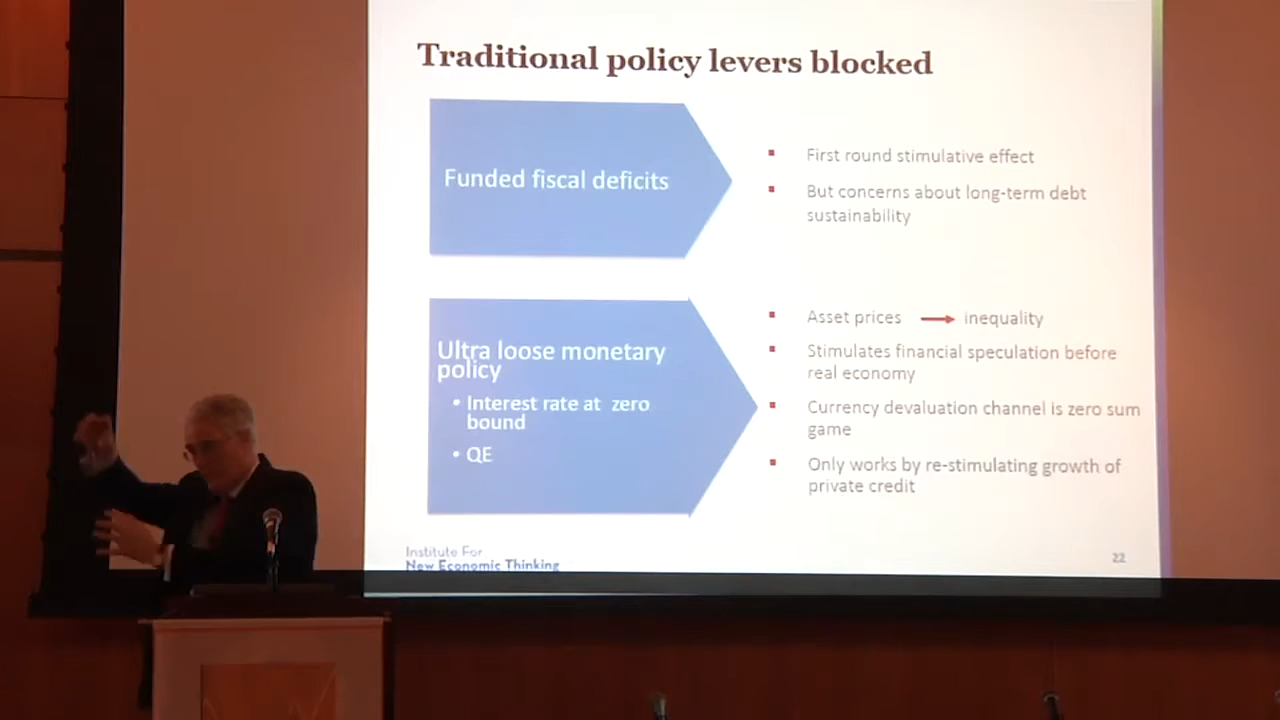 Traditional policy levers blocked
Funded fiscal deficits
▪ First round stimulative effect
▪ But concerns about long-term debt
sustainability
Ultra loose monetary
policy
• Interest rate at zero
bound
• QE
▪ Asset prices → inequality
▪ Stimulates financial speculation before
real economy
▪ Currency devaluation channel is zero sum
game
▪ Only works by re-stimulating growth of
private credit
Institute For
New Economic Thinking
22